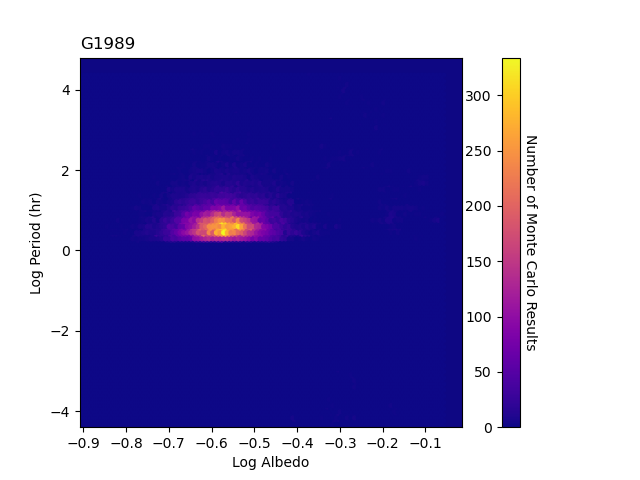 G1989
4
2
0
−2
−4
Log Period (hr)
−0.9 −0.8 −0.7 −0.6 −0.5 −0.4 −0.3 −0.2 −0.1
Log Albedo
300
250
200
150
100
50
0
Number of Monte Carlo Results